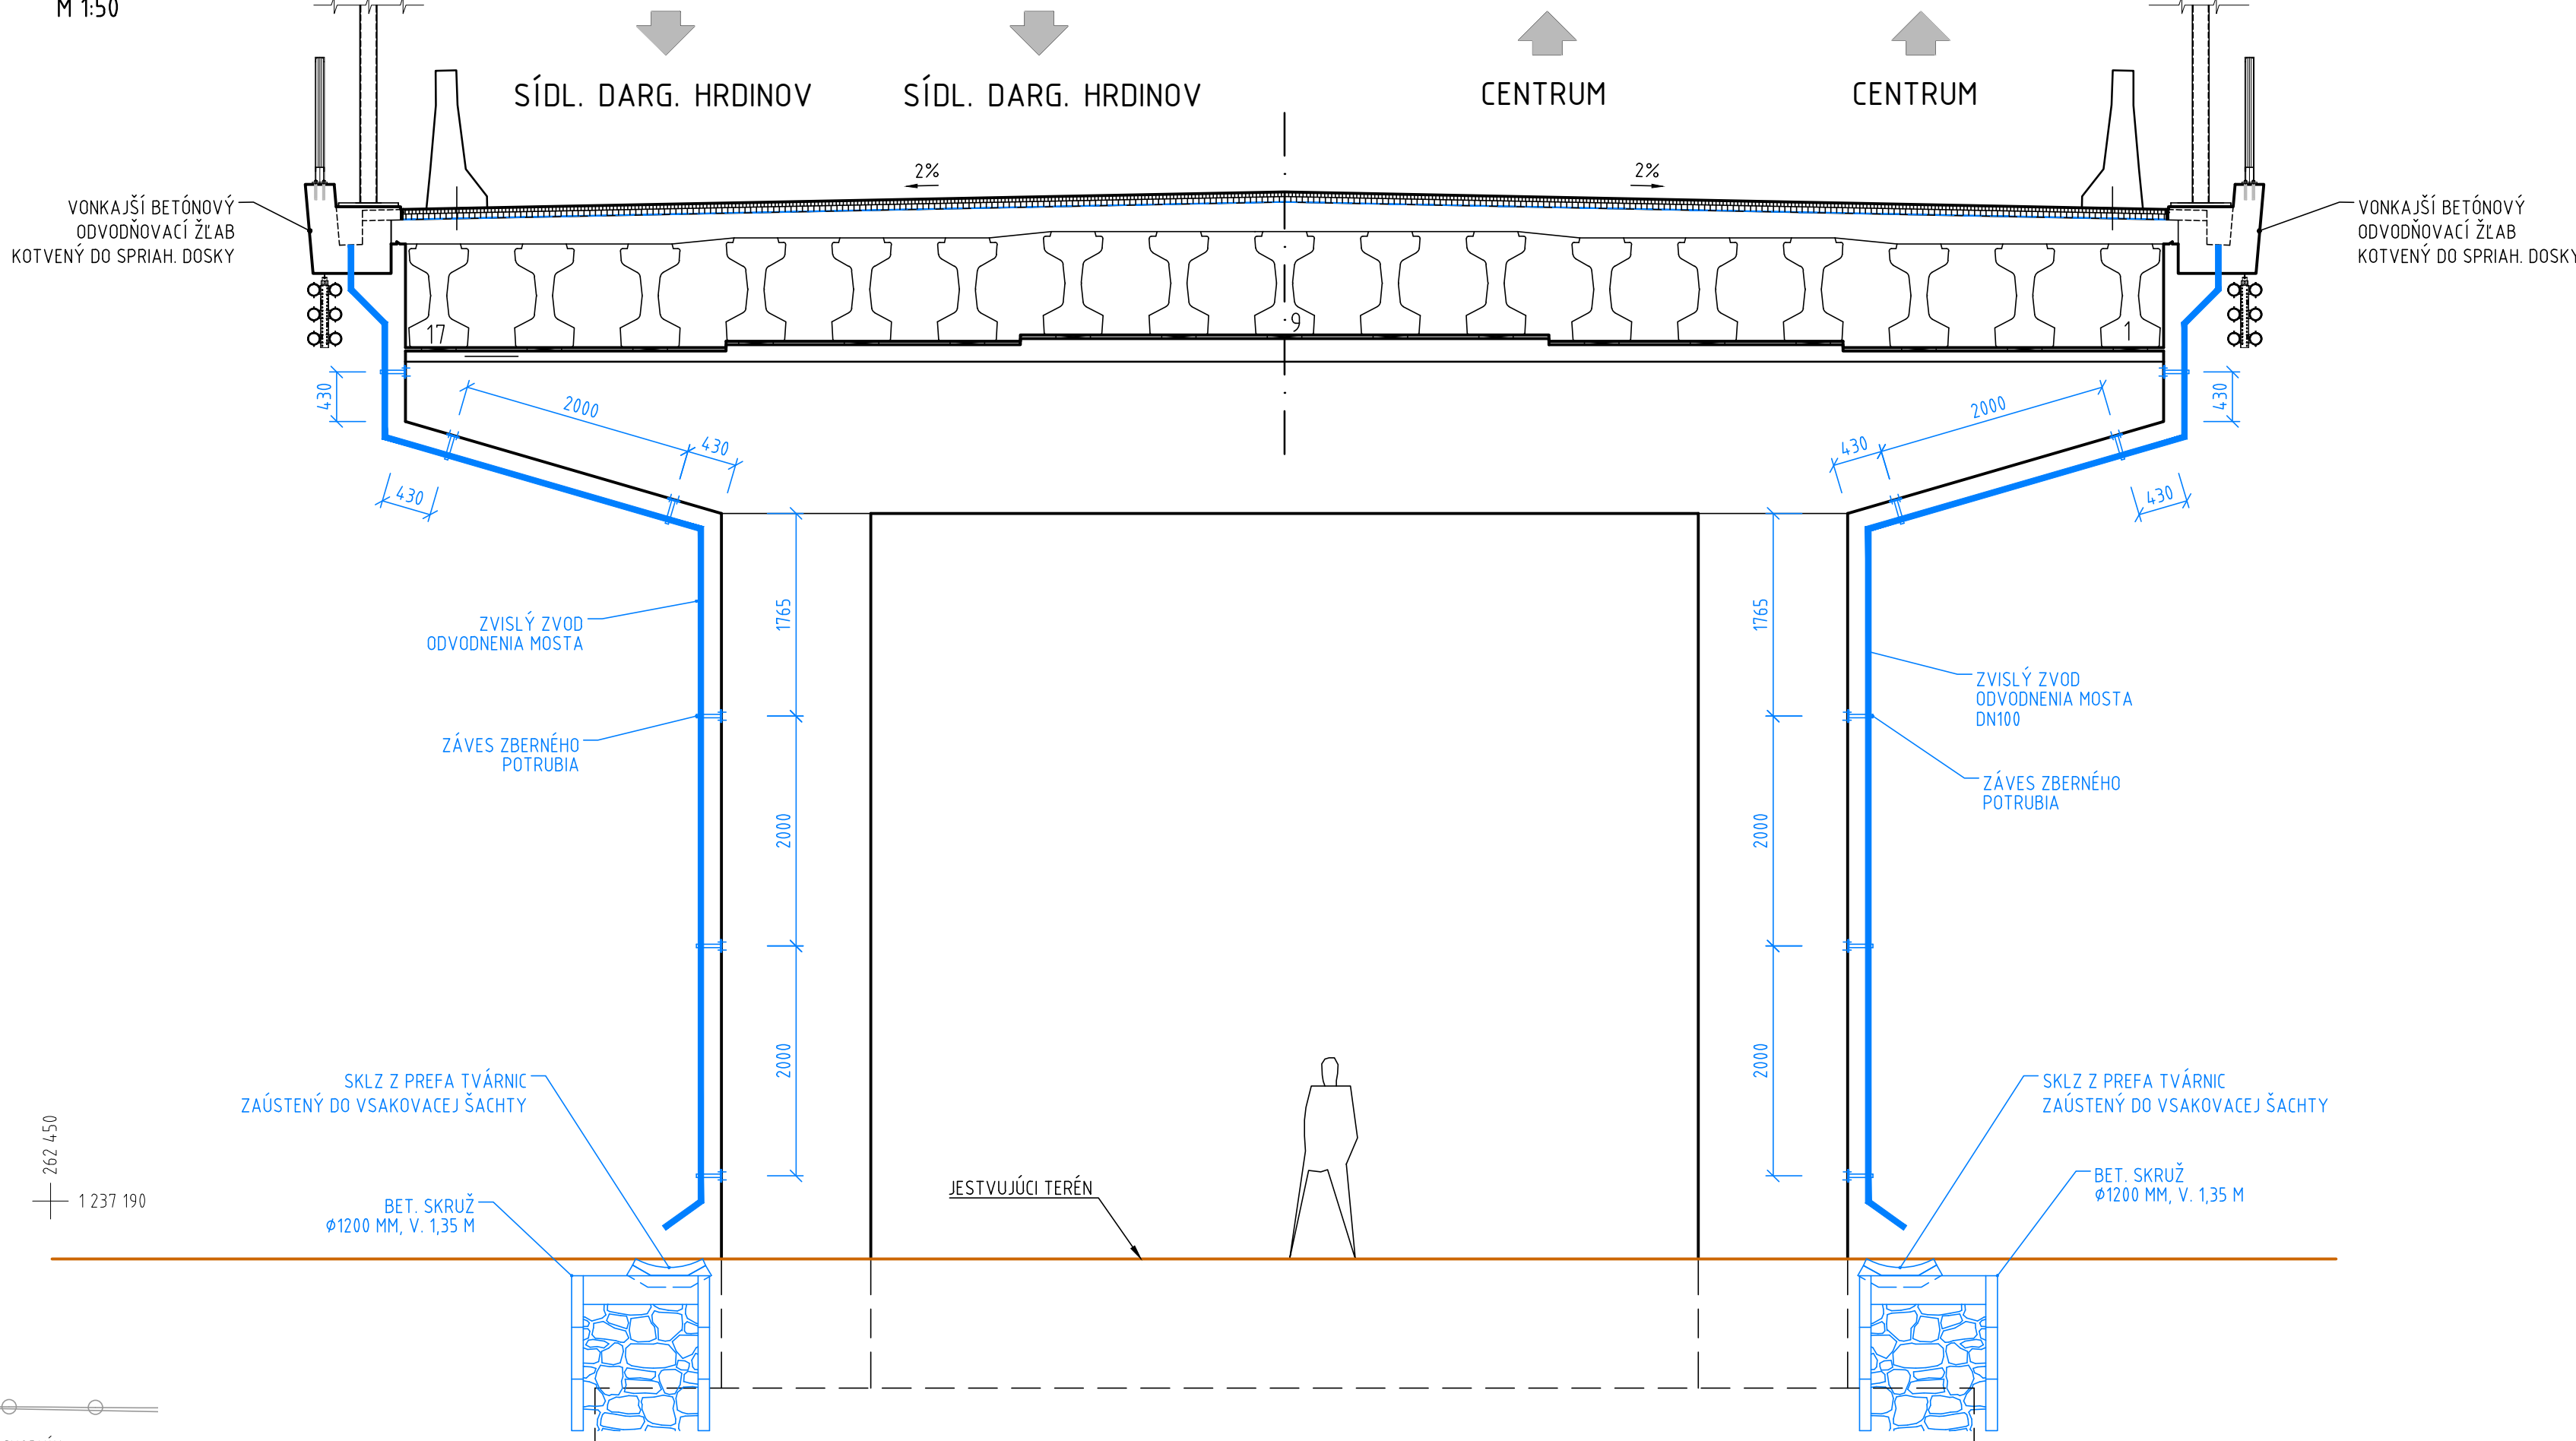 M 1:50
SÍDL. DARG. HRDINOV
SÍDL. DARG. HRDINOV
CENTRUM
CENTRUM
2%
2%
VONKAJŠÍ BETÓNOVÝ
ODVODŇOVACÍ ŽĽAB
KOTVENÝ DO SPRIAH. DOSKY
VONKAJŠÍ BETÓNOVÝ
ODVODŇOVACÍ ŽĽAB
KOTVENÝ DO SPRIAH. DOSKY
17
9
1
430
2000
430
430
2000
430
430
430
1765
1765
ZVISLÝ ZVOD
ODVODNENIA MOSTA
ZVISLÝ ZVOD
ODVODNENIA MOSTA
DN100
ZÁVES ZBERNÉHO
POTRUBIA
ZÁVES ZBERNÉHO
POTRUBIA
2000
2000
2000
2000
SKLZ Z PREFA TVÁRNIC
ZAÚSTENÝ DO VSAKOVACEJ ŠACHTY
SKLZ Z PREFA TVÁRNIC
ZAÚSTENÝ DO VSAKOVACEJ ŠACHTY
262 450
1 237 190
BET. SKRUŽ
Ø1200 MM, V. 1,35 M
JESTVUJÚCI TERÉN
BET. SKRUŽ
Ø1200 MM, V. 1,35 M